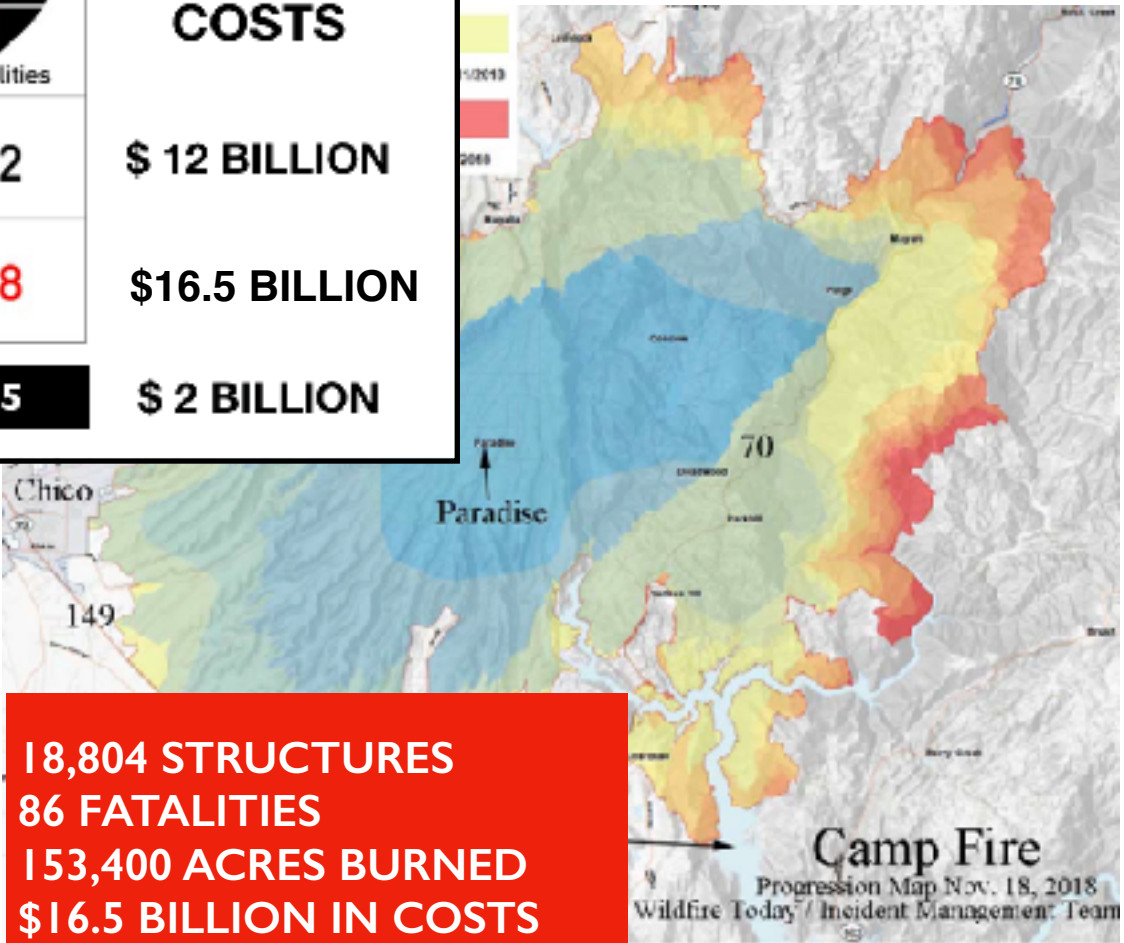 COSTS
lities
2
$ 12 BILLION
8
$16.5 BILLION
5
$ 2 BILLION
70
Chico
Paradise
Paradise
149
18,804 STRUCTURES
86 FATALITIES
153,400 ACRES BURNED
$16.5 BILLION IN COSTS
Camp Fire
Progression Map Nov. 18, 2018
Wildfire Today / Incident Management Team